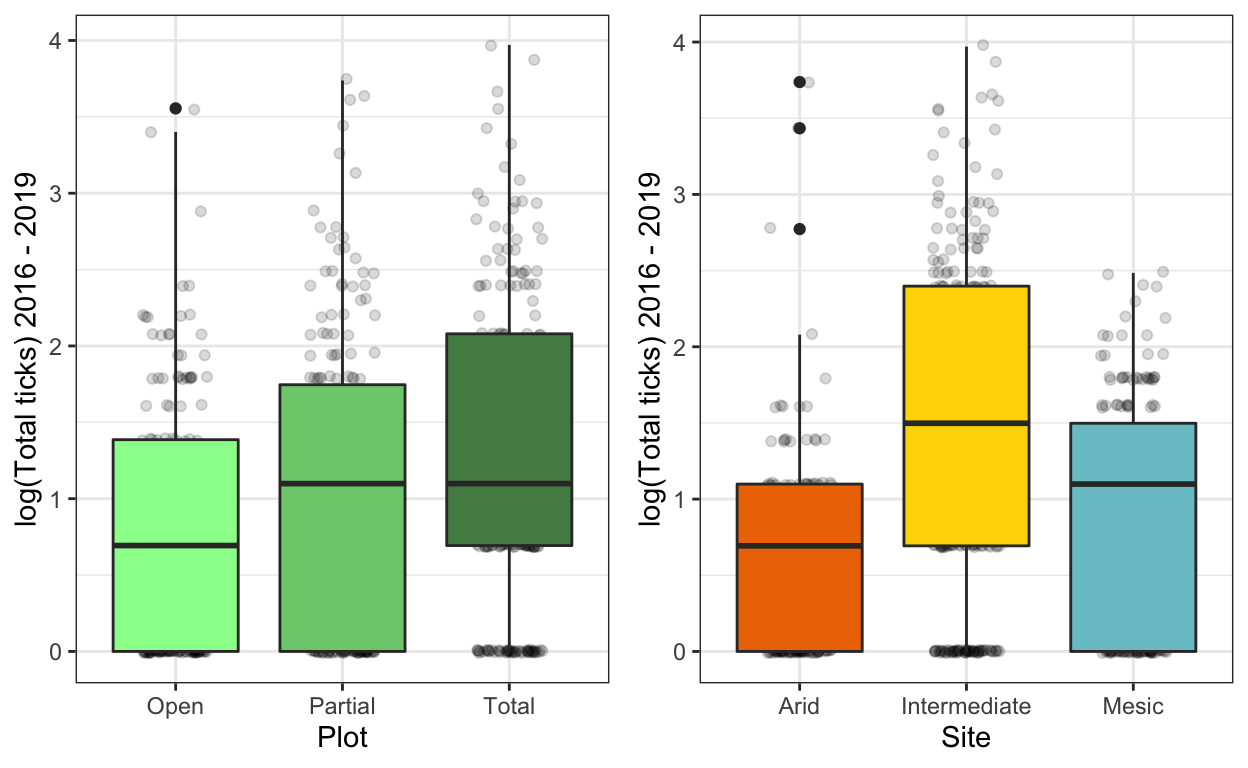 log(Total ticks) 2016 - 2019
4
3
2
1
0
Open Partial Total
Plot
log(Total ticks) 2016 - 2019
4
3
2
1
0
Arid Intermediate Mesic
Site